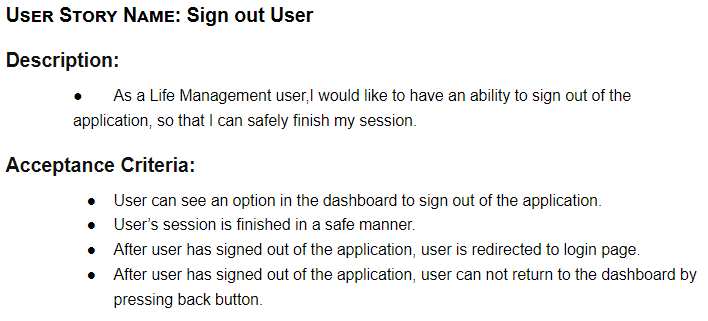 USER STORY NAME: Sign out User
Description:
● As a Life Management user,I would like to have an ability to sign out of the
application, so that I can safely finish my session.
Acceptance Criteria:
● User can see an option in the dashboard to sign out of the application.
● User's session is finished in a safe manner.
● After user has signed out of the application, user is redirected to login page.
● After user has signed out of the application, user can not return to the dashboard by
pressing back button.